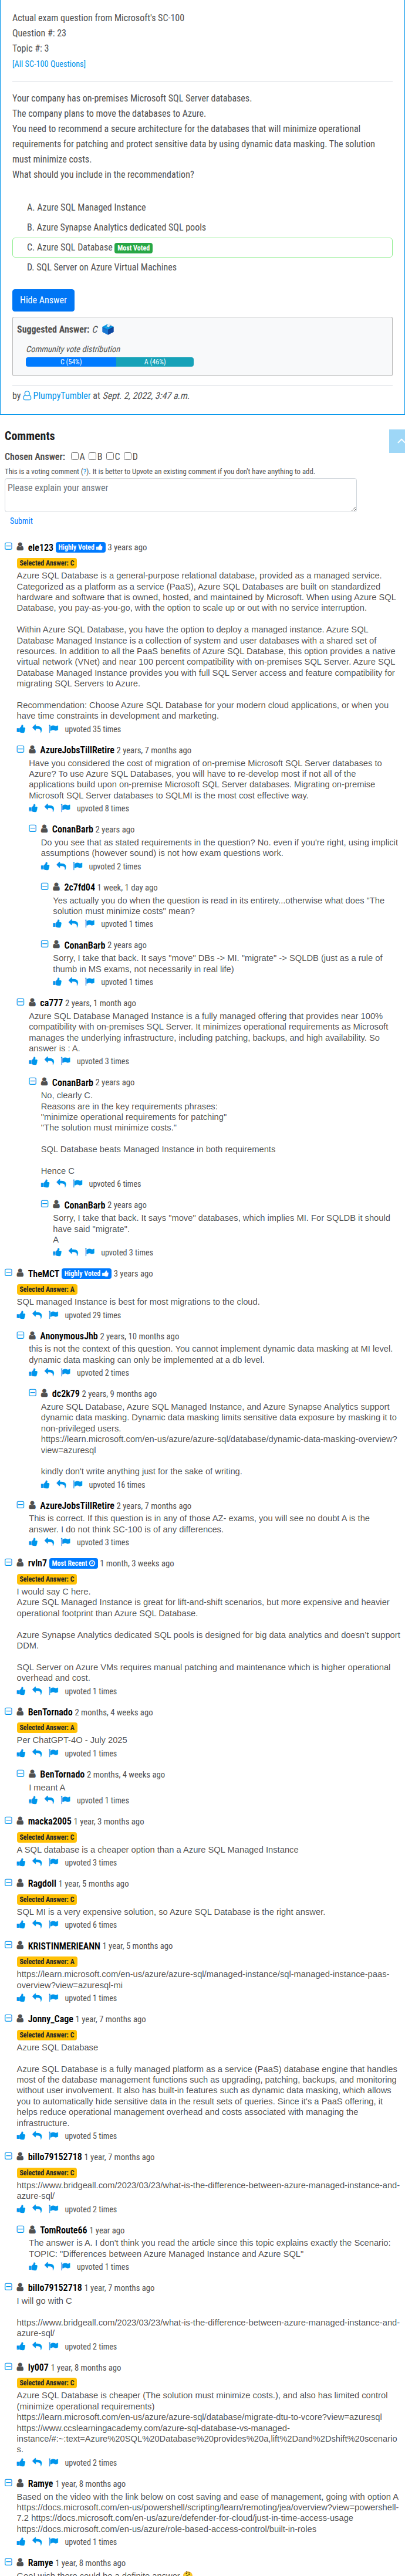 Actual exam question from Microsoft's SC-100
Question #: 23
Topic #: 3
[All SC-100 Questions]
Your company has on-premises Microsoft SQL Server databases.
The company plans to move the databases to Azure.
You need to recommend a secure architecture for the databases that will minimize operational
requirements for patching and protect sensitive data by using dynamic data masking. The solution
must minimize costs.
What should you include in the recommendation?
A. Azure SQL Managed Instance
B. Azure Synapse Analytics dedicated SQL pools
C. Azure SQL Database Most Voted
D. SQL Server on Azure Virtual Machines
Hide Answer
Suggested Answer: C
Community vote distribution
C (54%) A (46%)
by PlumpyTumbler at Sept. 2, 2022, 3:47 a.m.
Comments
Chosen Answer: A B C D
This is a voting comment (?). It is better to Upvote an existing comment if you don't have anything to add.
Please explain your answer
Submit
ele123 Highly Voted 3 years ago
Selected Answer: C
Azure SQL Database is a general-purpose relational database, provided as a managed service.
Categorized as a platform as a service (PaaS), Azure SQL Databases are built on standardized
hardware and software that is owned, hosted, and maintained by Microsoft. When using Azure SQL
Database, you pay-as-you-go, with the option to scale up or out with no service interruption.
Within Azure SQL Database, you have the option to deploy a managed instance. Azure SQL
Database Managed Instance is a collection of system and user databases with a shared set of
resources. In addition to all the PaaS benefits of Azure SQL Database, this option provides a native
virtual network (VNet) and near 100 percent compatibility with on-premises SQL Server. Azure SQL
Database Managed Instance provides you with full SQL Server access and feature compatibility for
migrating SQL Servers to Azure.
Recommendation: Choose Azure SQL Database for your modern cloud applications, or when you
have time constraints in development and marketing.
upvoted 35 times
AzureJobsTillRetire 2 years, 7 months ago
Have you considered the cost of migration of on-premise Microsoft SQL Server databases to
Azure? To use Azure SQL Databases, you will have to re-develop most if not all of the
applications build upon on-premise Microsoft SQL Server databases. Migrating on-premise
Microsoft SQL Server databases to SQLMI is the most cost effective way.
upvoted 8 times
ConanBarb 2 years ago
Do you see that as stated requirements in the question? No. even if you're right, using implicit
assumptions (however sound) is not how exam questions work.
upvoted 2 times
2c7fd04 1 week, 1 day ago
Yes actually you do when the question is read in its entirety...otherwise what does "The
solution must minimize costs" mean?
upvoted 1 times
ConanBarb 2 years ago
Sorry, I take that back. It says "move" DBs -> MI. "migrate" -> SQLDB (just as a rule of
thumb in MS exams, not necessarily in real life)
upvoted 1 times
ca777 2 years, 1 month ago
Azure SQL Database Managed Instance is a fully managed offering that provides near 100%
compatibility with on-premises SQL Server. It minimizes operational requirements as Microsoft
manages the underlying infrastructure, including patching, backups, and high availability. So
answer is : A.
upvoted 3 times
ConanBarb 2 years ago
No, clearly C.
Reasons are in the key requirements phrases:
"minimize operational requirements for patching"
"The solution must minimize costs."
SQL Database beats Managed Instance in both requirements
Hence C
upvoted 6 times
ConanBarb 2 years ago
Sorry, I take that back. It says "move" databases, which implies MI. For SQLDB it should
have said "migrate".
A
upvoted 3 times
TheMCT Highly Voted 3 years ago
Selected Answer: A
SQL managed Instance is best for most migrations to the cloud.
upvoted 29 times
AnonymousJhb 2 years, 10 months ago
this is not the context of this question. You cannot implement dynamic data masking at MI level.
dynamic data masking can only be implemented at a db level.
upvoted 2 times
dc2k79 2 years, 9 months ago
Azure SQL Database, Azure SQL Managed Instance, and Azure Synapse Analytics support
dynamic data masking. Dynamic data masking limits sensitive data exposure by masking it to
non-privileged users.
https://learn.microsoft.com/en-us/azure/azure-sql/database/dynamic-data-masking-overview?
view=azuresql
kindly don't write anything just for the sake of writing.
upvoted 16 times
AzureJobsTillRetire 2 years, 7 months ago
This is correct. If this question is in any of those AZ- exams, you will see no doubt A is the
answer. I do not think SC-100 is of any differences.
upvoted 3 times
rvln7 Most Recent 1 month, 3 weeks ago
Selected Answer: C
I would say C here.
Azure SQL Managed Instance is great for lift-and-shift scenarios, but more expensive and heavier
operational footprint than Azure SQL Database.
Azure Synapse Analytics dedicated SQL pools is designed for big data analytics and doesn't support
DDM.
SQL Server on Azure VMs requires manual patching and maintenance which is higher operational
overhead and cost.
upvoted 1 times
BenTornado 2 months, 4 weeks ago
Selected Answer: A
Per ChatGPT-4O - July 2025
upvoted 1 times
BenTornado 2 months, 4 weeks ago
I meant A
upvoted 1 times
macka2005 1 year, 3 months ago
Selected Answer: C
A SQL database is a cheaper option than a Azure SQL Managed Instance
upvoted 3 times
Ragdoll 1 year, 5 months ago
Selected Answer: C
SQL MI is a very expensive solution, so Azure SQL Database is the right answer.
upvoted 6 times
KRISTINMERIEANN 1 year, 5 months ago
Selected Answer: A
https://learn.microsoft.com/en-us/azure/azure-sql/managed-instance/sql-managed-instance-paas-
overview?view=azuresql-mi
upvoted 1 times
Jonny_Cage 1 year, 7 months ago
Selected Answer: C
Azure SQL Database
Azure SQL Database is a fully managed platform as a service (PaaS) database engine that handles
most of the database management functions such as upgrading, patching, backups, and monitoring
without user involvement. It also has built-in features such as dynamic data masking, which allows
you to automatically hide sensitive data in the result sets of queries. Since it's a PaaS offering, it
helps reduce operational management overhead and costs associated with managing the
infrastructure.
upvoted 5 times
billo79152718 1 year, 7 months ago
Selected Answer: C
https://www.bridgeall.com/2023/03/23/what-is-the-difference-between-azure-managed-instance-and-
azure-sql/
upvoted 2 times
TomRoute66 1 year ago
The answer is A. I don't think you read the article since this topic explains exactly the Scenario:
TOPIC: "Differences between Azure Managed Instance and Azure SQL"
upvoted 1 times
billo79152718 1 year, 7 months ago
I will go with C
https://www.bridgeall.com/2023/03/23/what-is-the-difference-between-azure-managed-instance-and-
azure-sql/
upvoted 2 times
ly007 1 year, 8 months ago
Selected Answer: C
Azure SQL Database is cheaper (The solution must minimize costs.), and also has limited control
(minimize operational requirements)
https://learn.microsoft.com/en-us/azure/azure-sql/database/migrate-dtu-to-vcore?view=azuresql
https://www.ccslearningacademy.com/azure-sql-database-vs-managed-
instance/#:~:text=Azure%20SQL%20Database%20provides%20a,lift%2Dand%2Dshift%20scenario
s.
upvoted 2 times
Ramye 1 year, 8 months ago
Based on the video with the link below on cost saving and ease of management, going with option A
https://docs.microsoft.com/en-us/powershell/scripting/learn/remoting/jea/overview?view=powershell-
7.2 https://docs.microsoft.com/en-us/azure/defender-for-cloud/just-in-time-access-usage
https://docs.microsoft.com/en-us/azure/role-based-access-control/built-in-roles
upvoted 1 times
Ramye 1 year, 8 months ago